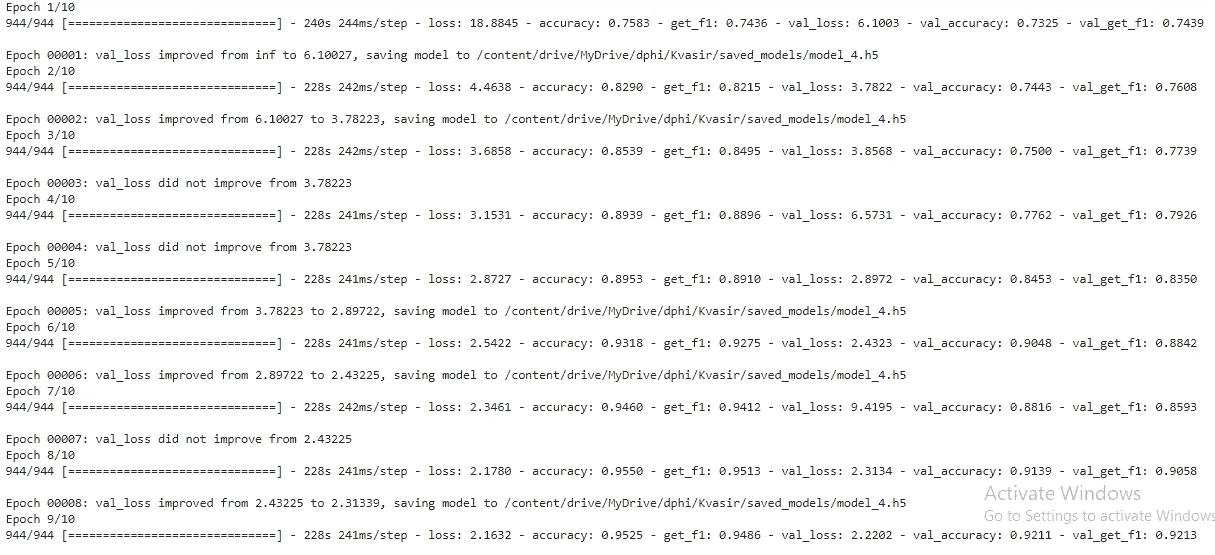 Epoch 1/10
944/944 [==============================] - 240s 244ms/step - loss: 18.8845 - accuracy: 0.7583 - get_f1: 0.7436 - val_loss: 6.1003 - val_accuracy: 0.7325 - val_get_f1: 0.7439
Epoch 00001: val_loss improved from inf to 6.10027, saving model to /content/drive/MyDrive/dphi/Kvasir/saved_models/model_4.h5
Epoch 2/10
944/944 [==============================] - 228s 242ms/step - loss: 4.4638 - accuracy: 0.8290 - get_f1: 0.8215 - val_loss: 3.7822 - val_accuracy: 0.7443 - val_get_f1: 0.7608
Epoch 00002: val_loss improved from 6.10027 to 3.78223, saving model to /content/drive/MyDrive/dphi/Kvasir/saved_models/model_4.h5
Epoch 3/10
944/944 [==============================] - 228s 242ms/step - loss: 3.6858 - accuracy: 0.8539 - get_f1: 0.8495 - val_loss: 3.8568 - val_accuracy: 0.7500 - val_get_f1: 0.7739
Epoch 00003: val_loss did not improve from 3.78223
Epoch 4/10
944/944 [==============================] - 228s 241ms/step - loss: 3.1531 - accuracy: 0.8939 - get_f1: 0.8896 - val_loss: 6.5731 - val_accuracy: 0.7762 - val_get_f1: 0.7926
Epoch 00004: val_loss did not improve from 3.78223
Epoch 5/10
944/944 [==============================] - 228s 241ms/step - loss: 2.8727 - accuracy: 0.8953 - get_f1: 0.8910 - val_loss: 2.8972 - val_accuracy: 0.8453 - val_get_f1: 0.8350
Epoch 00005: val_loss improved from 3.78223 to 2.89722, saving model to /content/drive/MyDrive/dphi/Kvasir/saved_models/model_4.h5
Epoch 6/10
944/944 [==============================] - 228s 241ms/step - loss: 2.5422 - accuracy: 0.9318 - get_f1: 0.9275 - val_loss: 2.4323 - val_accuracy: 0.9048 - val_get_f1: 0.8842
Epoch 00006: val_loss improved from 2.89722 to 2.43225, saving model to /content/drive/MyDrive/dphi/Kvasir/saved_models/model_4.h5
Epoch 7/10
944/944 [==============================] - 228s 242ms/step - loss: 2.3461 - accuracy: 0.9460 - get_f1: 0.9412 - val_loss: 9.4195 - val_accuracy: 0.8816 - val_get_f1: 0.8593
Epoch 00007: val_loss did not improve from 2.43225
Epoch 8/10
944/944 [==============================] - 228s 241ms/step - loss: 2.1780 - accuracy: 0.9550 - get_f1: 0.9513 - val_loss: 2.3134 - val_accuracy: 0.9139 - val_get_f1: 0.9058
Epoch 00008: val_loss improved from 2.43225 to 2.31339, saving model to /content/drive/MyDrive/dphi/Kvasir/saved_models/model_4.h5
Epoch 9/10
944/944 [==============================] - 228s 241ms/step - loss: 2.1632 - accuracy: 0.9525 - get_f1: 0.9486 - val_loss: 2.2202 - val_accuracy: 0.9211 - val_get_f1: 0.9213
Activate Windows
Go to Settings to activate Windows